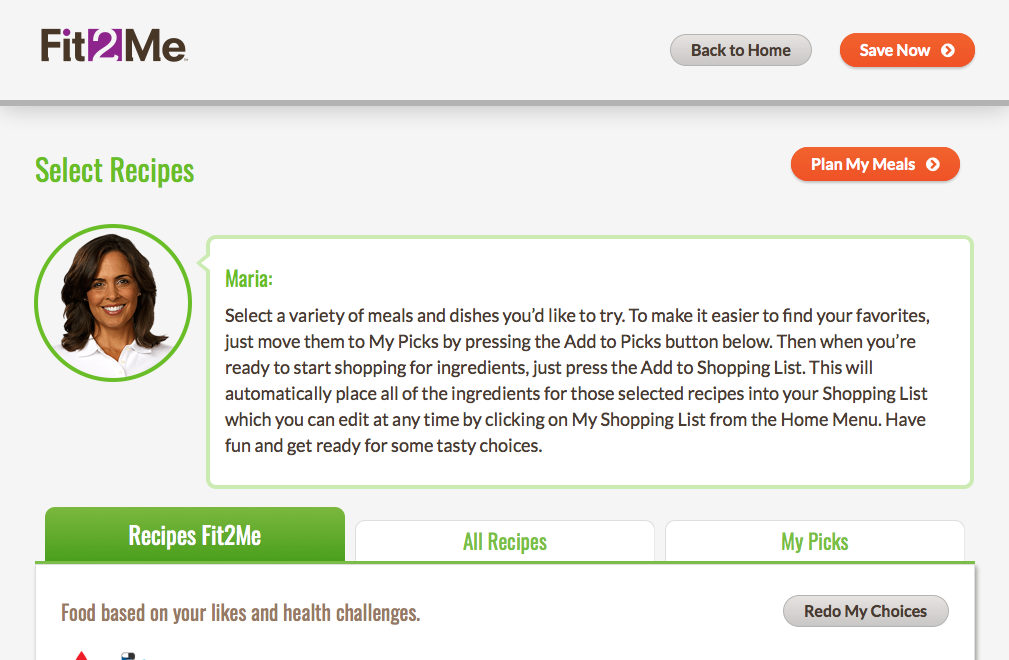 Fit2Me
Back to Home
Save Now
Select Recipes
Plan My Meals
Maria:
Select a variety of meals and dishes you’d like to try. To make it easier to find your favorites,
just move them to My Picks by pressing the Add to Picks button below. Then when you’re
ready to start shopping for ingredients, just press the Add to Shopping List. This will
automatically place all of the ingredients for those selected recipes into your Shopping List
which you can edit at any time by clicking on My Shopping List from the Home Menu. Have
fun and get ready for some tasty choices.
Recipes Fit2Me
All Recipes
My Picks
Food based on your likes and health challenges.
Redo My Choices